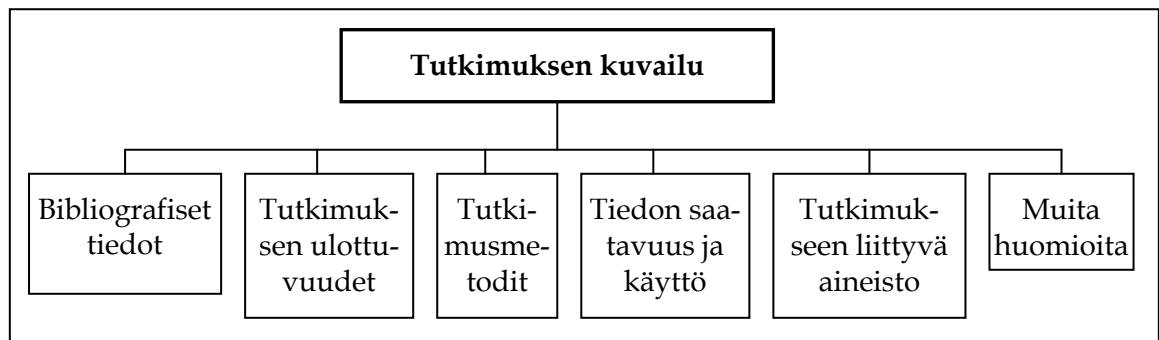 Tutkimuksen kuvailu
Bibliografiset
tiedot
Tutkimuk-
sen ulottu-
vuudet
Tutki-
musme-
todit
Tiedon saa-
tavuus ja
käyttö
Tutkimuk-
seen liittyvä
aineisto
Muita
huomioita